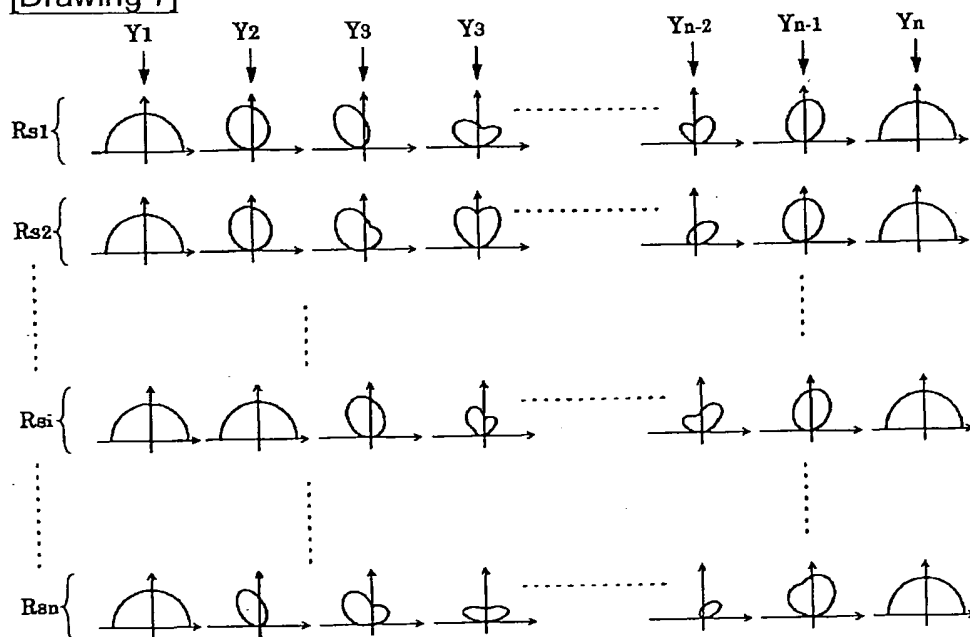 [Drawing 7]
Y1 Y2 Y3 Y3 Yn-2 Yn-1 Yn
Rs1
Rs2
Rsi
Rsn